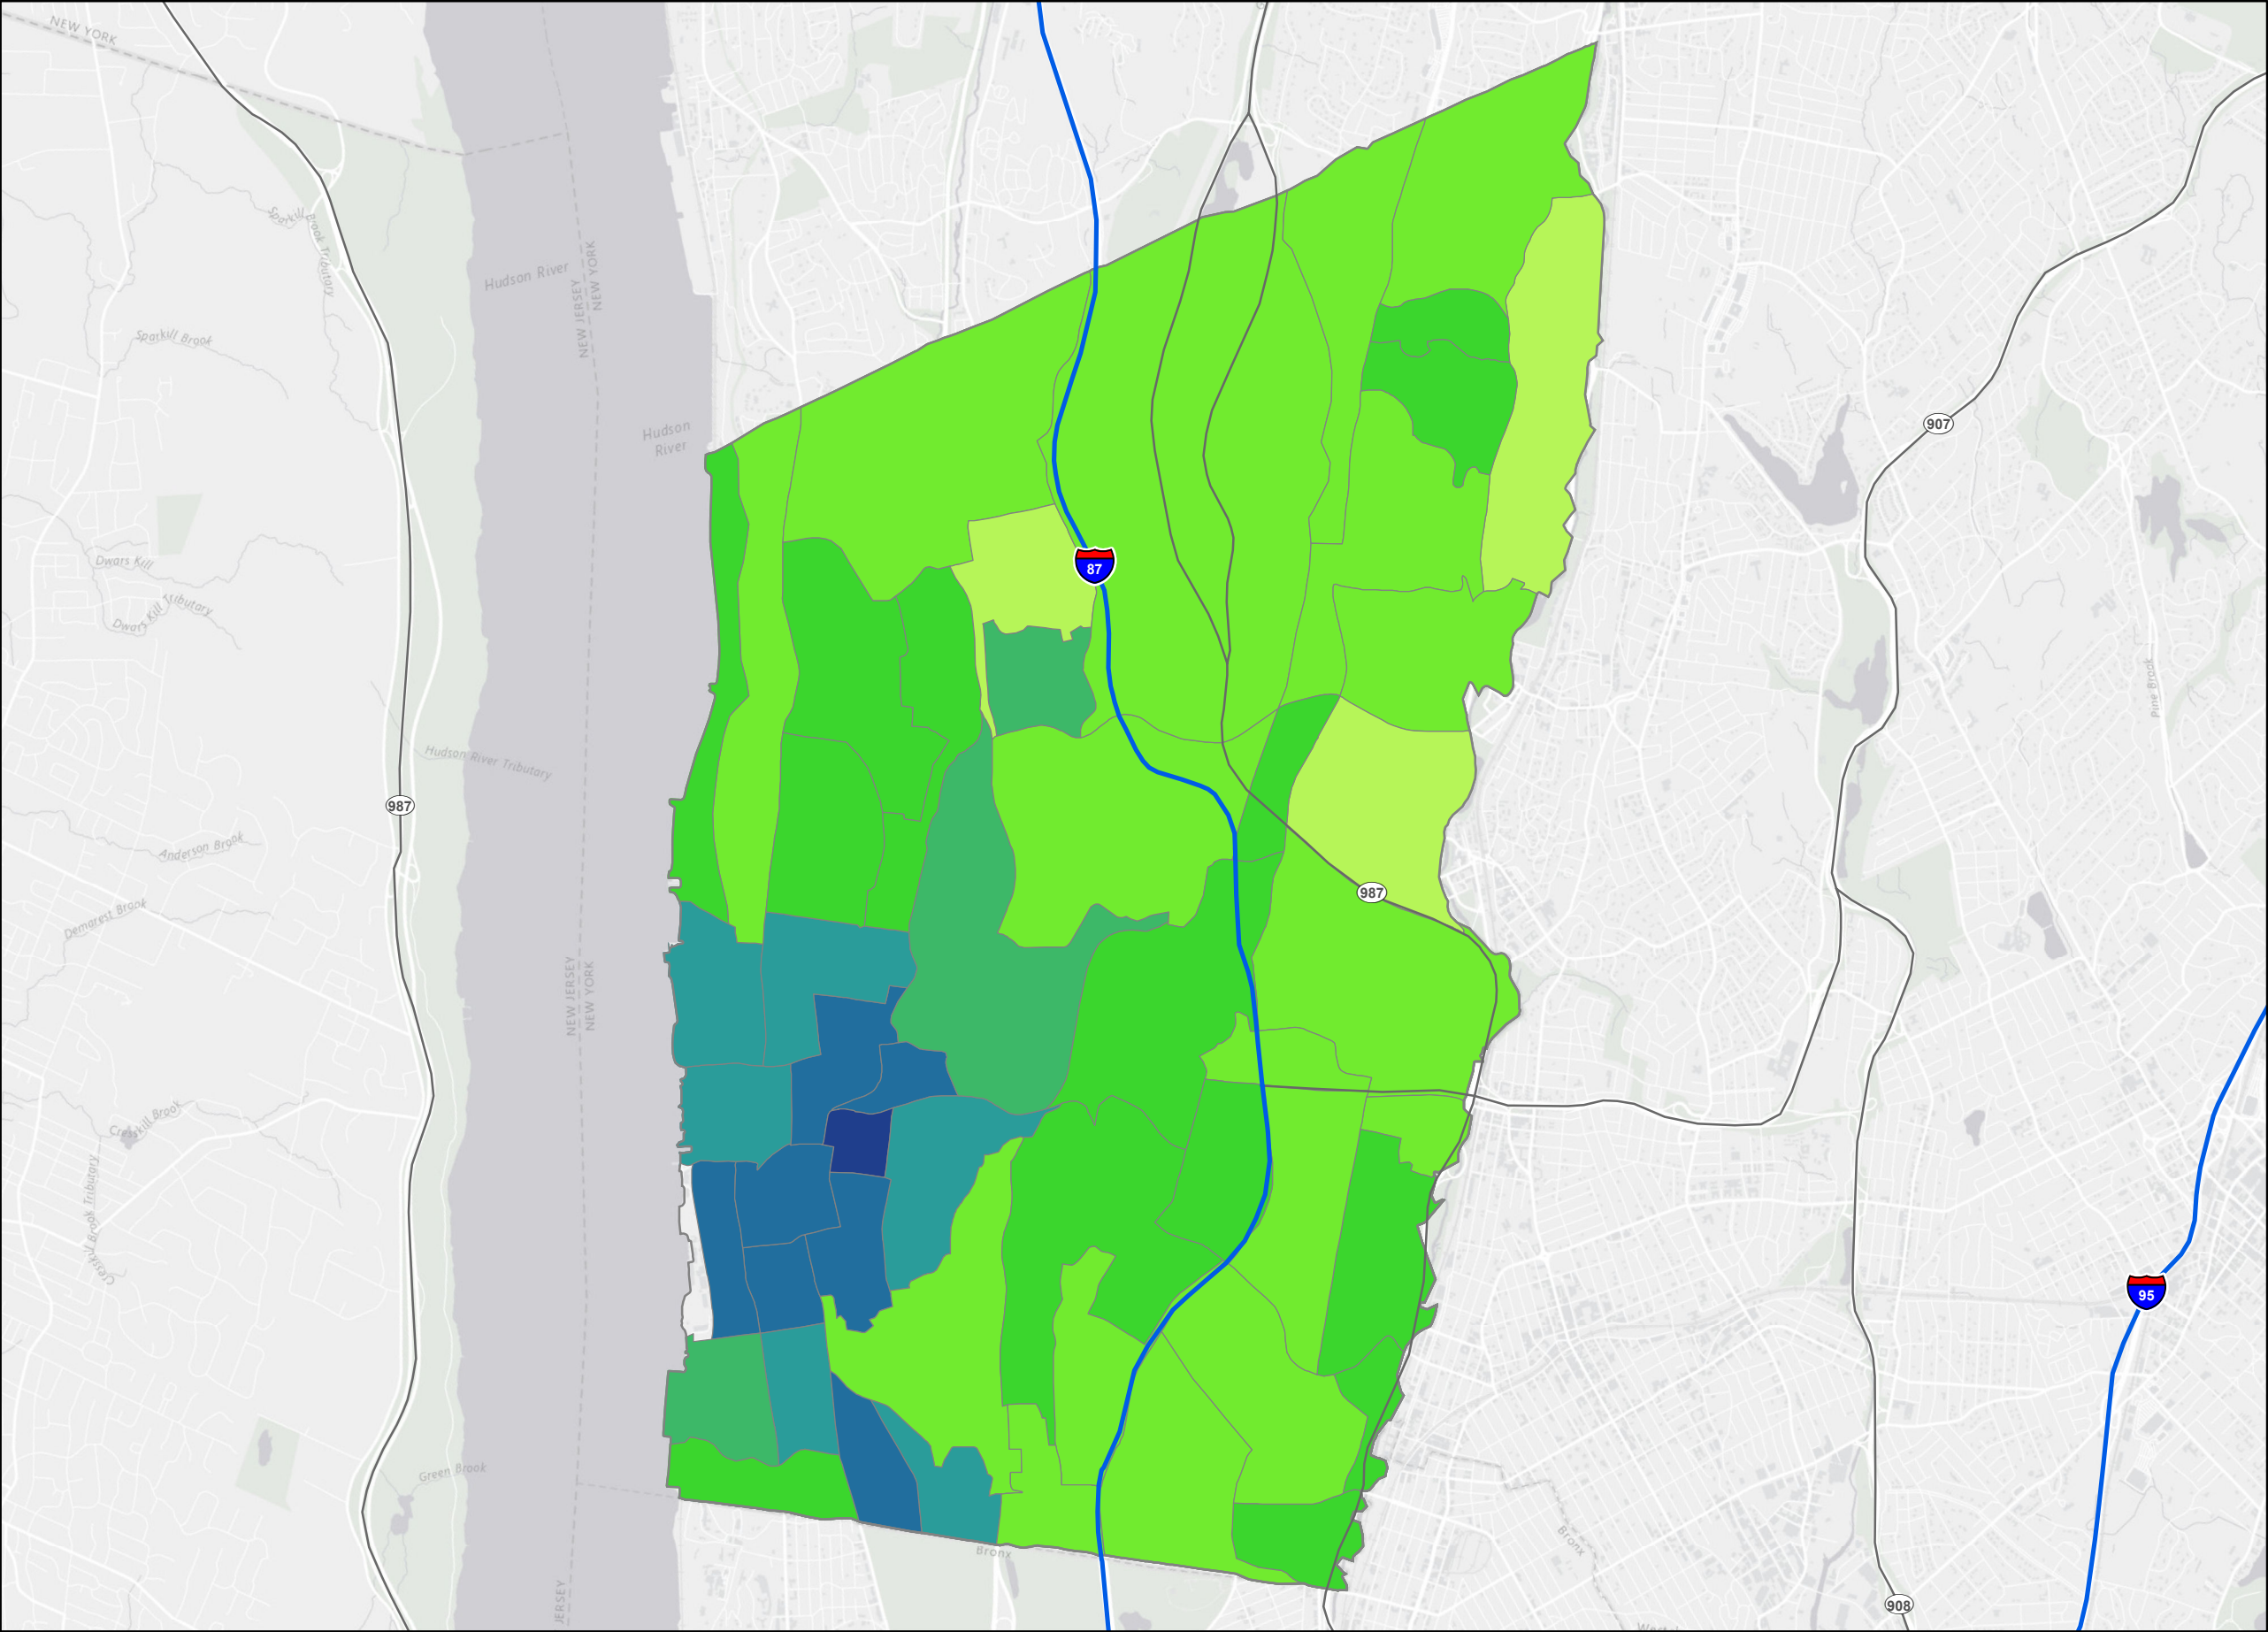 NEW YORK
Sparkill
Brook Tributary
Hudson River
NEW JERSEY
NEW YORK
Sparkill Brook
Hudson
River
907
Dwars Kill
Dwars Kill Tributary
87
Pine Brook
Hudson River Tributary
987
Anderson Brook
987
Demarest Brook
NEW JERSEY
NEW YORK
Cresskill Brook
Cresskill Brook Tributary
95
Green Brook
Bronx
Bronx
JERSEY
908